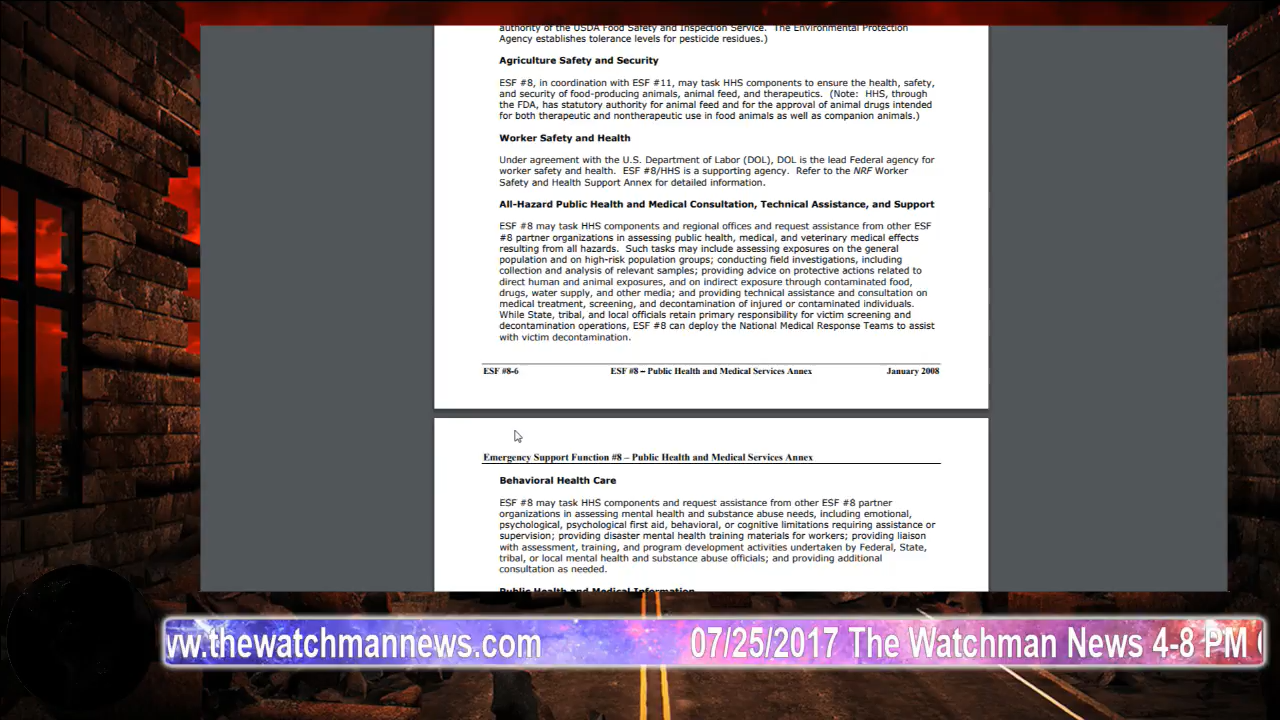 authority of the USDA Food Safety and Inspection Service. The Environmental Protection
Agency establishes tolerance levels for pesticide residues.)
Agriculture Safety and Security
ESF #8, in coordination with ESF #11, may task HHS components to ensure the health, safety,
and security of food-producing animals, animal feed, and therapeutics. (Note: HHS, through
the FDA, has statutory authority for animal feed and for the approval of animal drugs intended
for both therapeutic and nontherapeutic use in food animals as well as companion animals.)
Worker Safety and Health
Under agreement with the U.S. Department of Labor (DOL), DOL is the lead Federal agency for
worker safety and health. ESF #8/HHS is a supporting agency. Refer to the NRF Worker
Safety and Health Support Annex for detailed information.
All-Hazard Public Health and Medical Consultation, Technical Assistance, and Support
ESF #8 may task HHS components and regional offices and request assistance from other ESF
#8 partner organizations in assessing public health, medical, and veterinary medical effects
resulting from all hazards. Such tasks may include assessing exposures on the general
population and on high-risk population groups; conducting field investigations, including
collection and analysis of relevant samples; providing advice on protective actions related to
direct human and animal exposures, and on indirect exposure through contaminated food,
drugs, water supply, and other media; and providing technical assistance and consultation on
medical treatment, screening, and decontamination of injured or contaminated individuals.
While State, tribal, and local officials retain primary responsibility for victim screening and
decontamination operations, ESF #8 can deploy the National Medical Response Teams to assist
with victim decontamination.
ESF #8-6 ESF #8 – Public Health and Medical Services Annex January 2008
Emergency Support Function #8 – Public Health and Medical Services Annex
Behavioral Health Care
ESF #8 may task HHS components and request assistance from other ESF #8 partner
organizations in assessing mental health and substance abuse needs, including emotional,
psychological, psychological first aid, behavioral, or cognitive limitations requiring assistance or
supervision; providing disaster mental health training materials for workers; providing liaison
with assessment, training, and program development activities undertaken by Federal, State,
tribal, or local mental health and substance abuse officials; and providing additional
consultation as needed.
Public Health and Medical Information
vw.thewatchmannews.com 07/25/2017 The Watchman News 4-8 PM